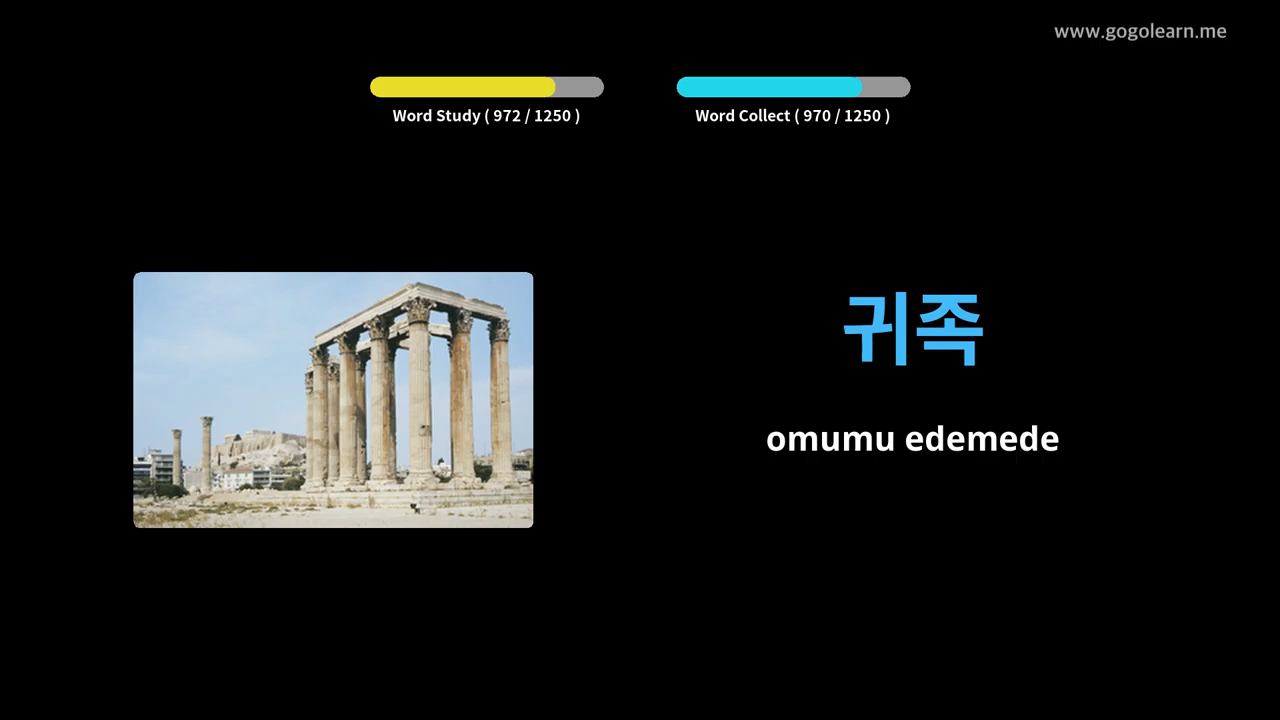 www.gogolearn.me
Word Study ( 972 / 1250 )
Word Collect ( 970 / 1250 )
귀족
omumu edemede